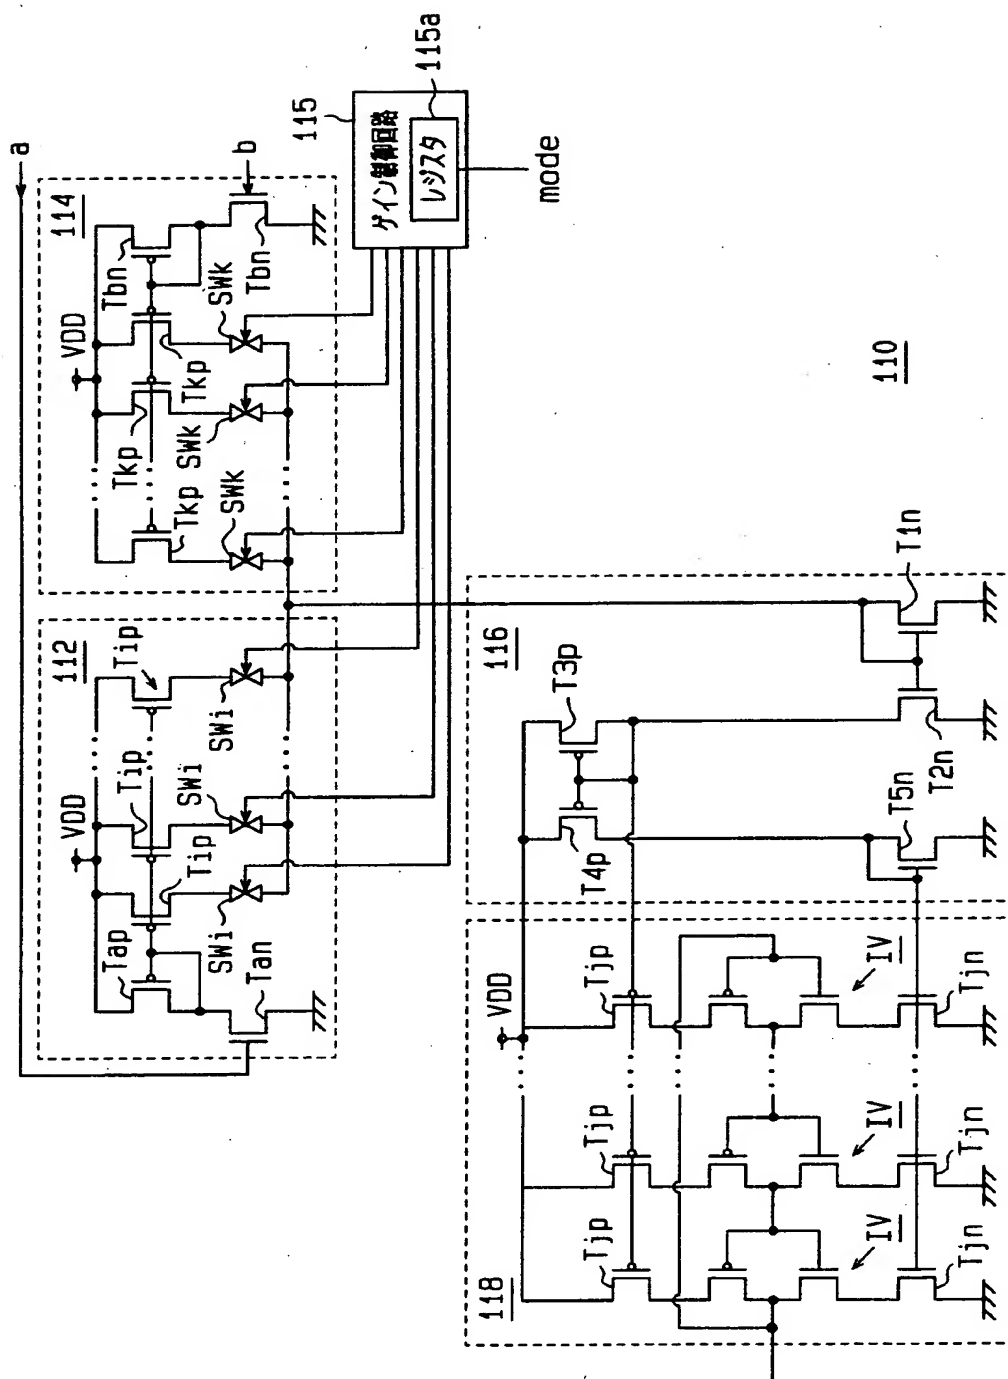 a
112
VDD
Tap
Tip
Tip
Tip
SWi
SWi
SWi
Tan
114
VDD
Tkp
Tkp
Tkp
Tbn
SWk
SWk
SWk
Tbn
b
115
ゲイン制御回路
レジスタ
115a
mode
110
118
VDD
Tjp
Tjp
Tjp
IV
IV
IV
Tjn
Tjn
Tjn
116
T3p
T4p
T5n
T2n
T1n